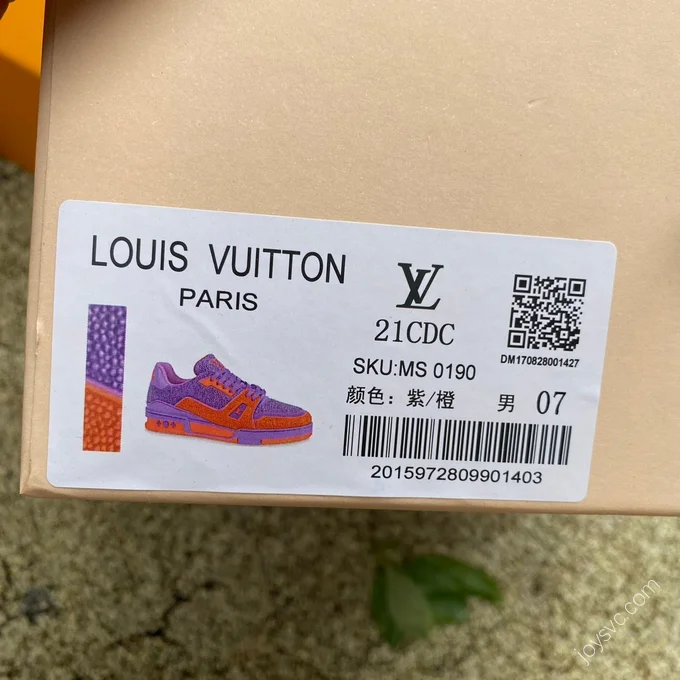 LOUIS VUITTON
PARIS
LV
21CDC
SKU:MS 0190
颜色: 紫/橙 男 07
2015972809901403
DM170828001427
joysvc.com